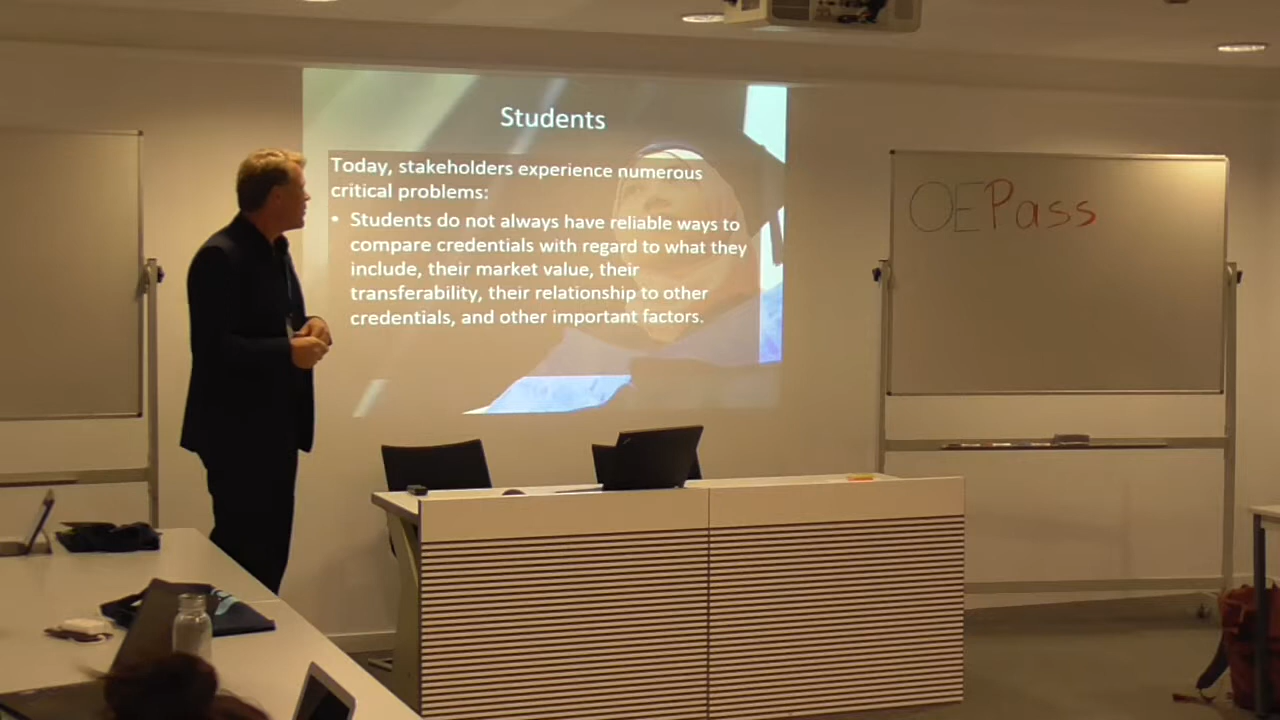 Students
Today, stakeholders experience numerous
critical problems:
• Students do not always have reliable ways to
compare credentials with regard to what they
include, their market value, their
transferability, their relationship to other
credentials, and other important factors.
OEPass